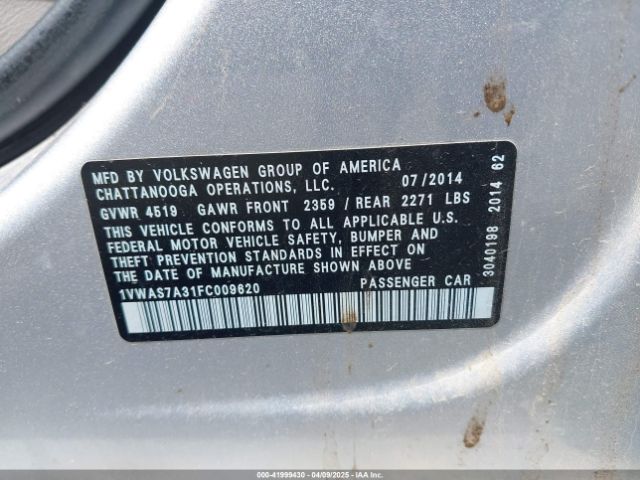 MFD BY VOLKSWAGEN GROUP OF AMERICA
CHATTANOOGA OPERATIONS, LLC. 07/2014
GVWR 4519 GAWR FRONT 2359 / REAR 2271 LBS
THIS VEHICLE CONFORMS TO ALL APPLICABLE U.S.
FEDERAL MOTOR VEHICLE SAFETY, BUMPER AND
THEFT PREVENTION STANDARDS IN EFFECT ON
THE DATE OF MANUFACTURE SHOWN ABOVE.
1VWAS7A31FC009620 PASSENGER CAR
3040198 2014 62
000-41999430 - 04/09/2025 - IAAI.COM